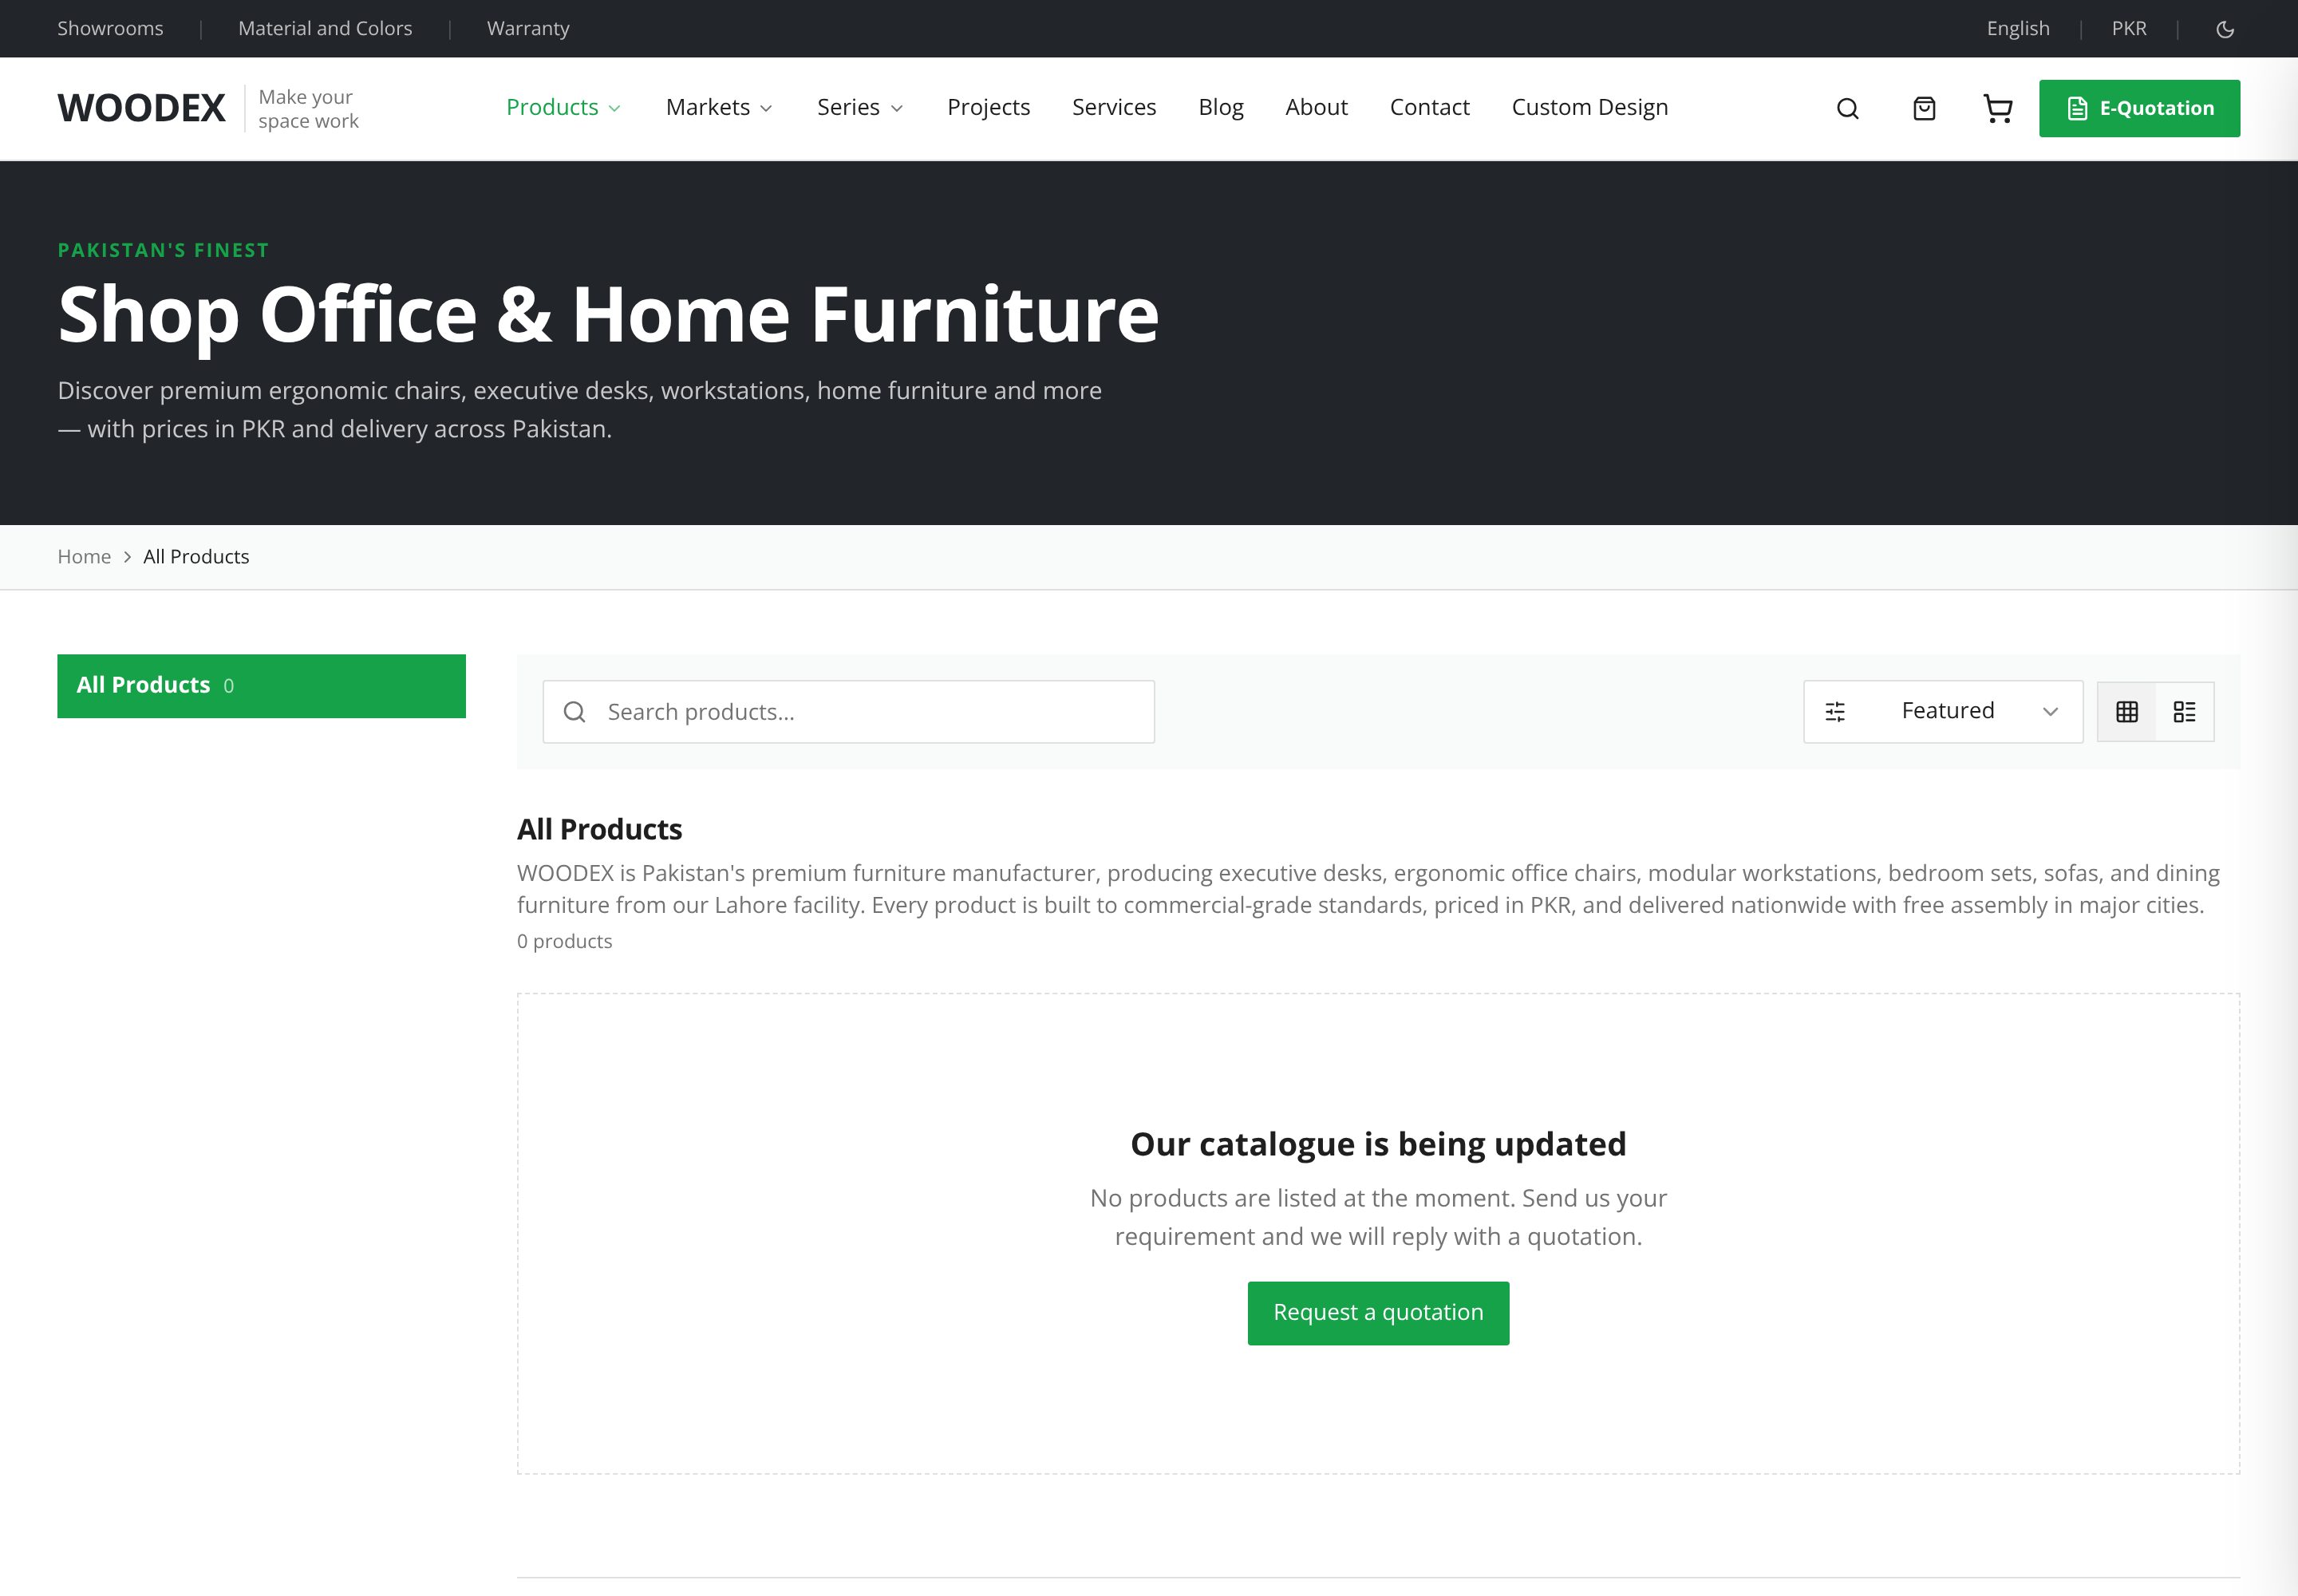 Showrooms | Material and Colors | Warranty
English | PKR |
WOODEX
Make your
space work
Products Markets Series Projects Services Blog About Contact Custom Design
E-Quotation
PAKISTAN'S FINEST
Shop Office & Home Furniture
Discover premium ergonomic chairs, executive desks, workstations, home furniture and more
— with prices in PKR and delivery across Pakistan.
Home > All Products
All Products 0
Search products...
Featured
All Products
WOODEX is Pakistan's premium furniture manufacturer, producing executive desks, ergonomic office chairs, modular workstations, bedroom sets, sofas, and dining
furniture from our Lahore facility. Every product is built to commercial-grade standards, priced in PKR, and delivered nationwide with free assembly in major cities.
0 products
Our catalogue is being updated
No products are listed at the moment. Send us your
requirement and we will reply with a quotation.
Request a quotation